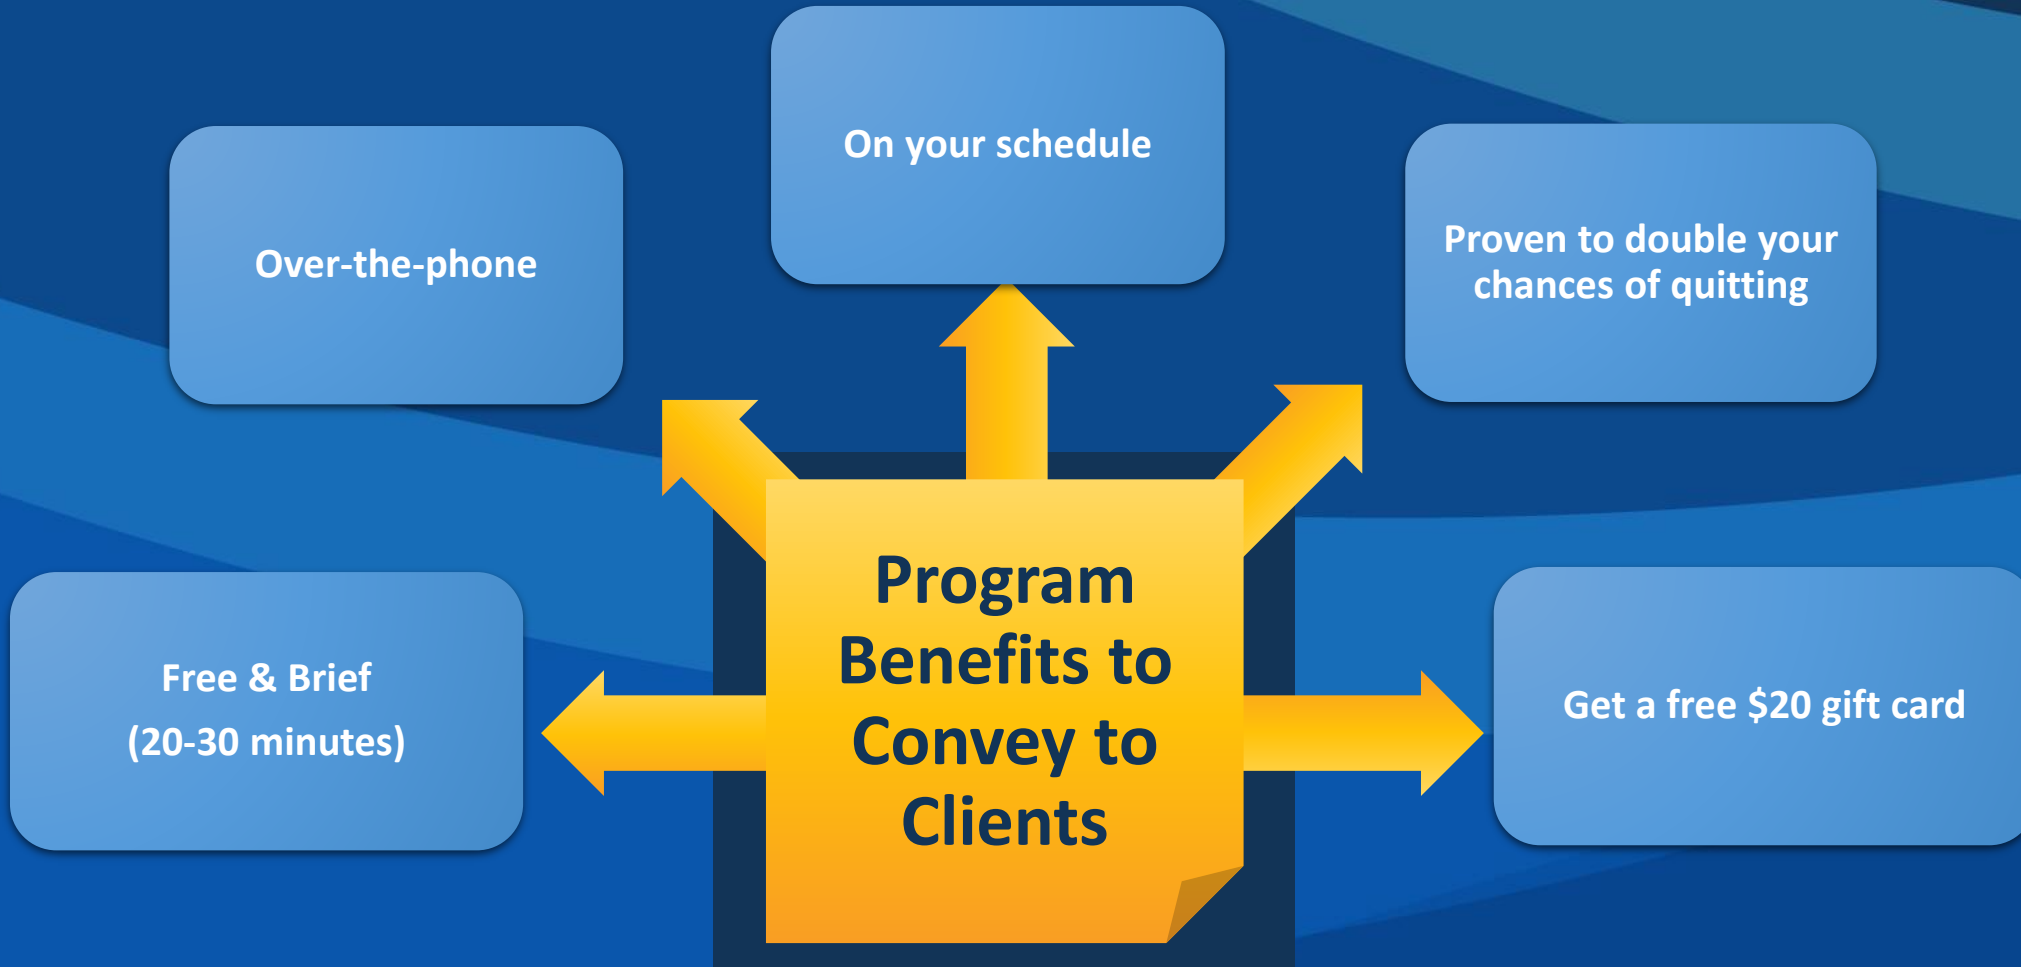 On your schedule
Over-the-phone
Proven to double your
chances of quitting
Program
Benefits to
Convey to
Clients
Free & Brief
(20-30 minutes)
Get a free $20 gift card